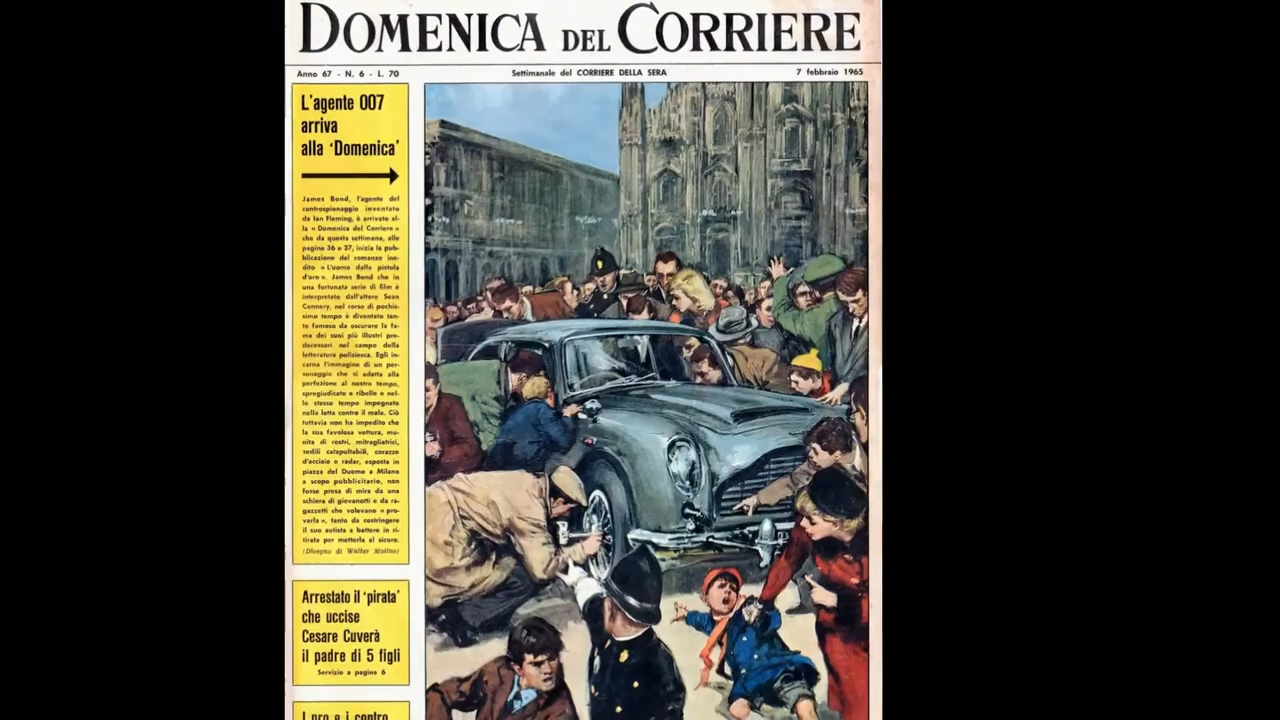 DOMENICA DEL CORRIERE
Anno 67 - N. 6 - L. 70
Settimanale del CORRIERE DELLA SERA
7 febbraio 1965
L'agente 007
arriva
alla 'Domenica'
James Bond, l'agente del
controspionaggio inventato
da Ian Fleming, è arrivato al-
la « Domenica del Corriere »
che da questa settimana, alle
pagine 36 e 37, inizia la pub-
blicazione del romanzo ine-
dito « L'uomo dalla pistola
d'oro ». James Bond che in
una fortunata serie di film è
interpretato dall'attore Sean
Connery, nel corso di pochis-
simo tempo è diventato tan-
to famoso da oscurare la fa-
ma dei suoi più illustri pre-
decessori nel campo della
letteratura poliziesca. Egli in-
carna l'immagine di un per-
sonaggio che si adatta alla
perfezione al nostro tempo,
spregiudicato e ribelle e nel-
lo stesso tempo impegnato
nella lotta contro il male. Ciò
tuttavia non ha impedito che
la sua favolosa vettura, mu-
nita di rostri, mitragliatrici,
sedili catapultabili, corazze
d'acciaio e radar, esposta in
piazza del Duomo a Milano
a scopo pubblicitario, non
fosse presa di mira da una
schiera di giovanotti e da ra-
gazzetti che volevano « pro-
varla », tanto da costringere
il suo autista a battere in ri-
tirata per metterla al sicuro.
(Disegno di Walter Molino)
Arrestato il 'pirata'
che uccise
Cesare Cuverà
il padre di 5 figli
Servizio a pagina 6
I pro e i contro